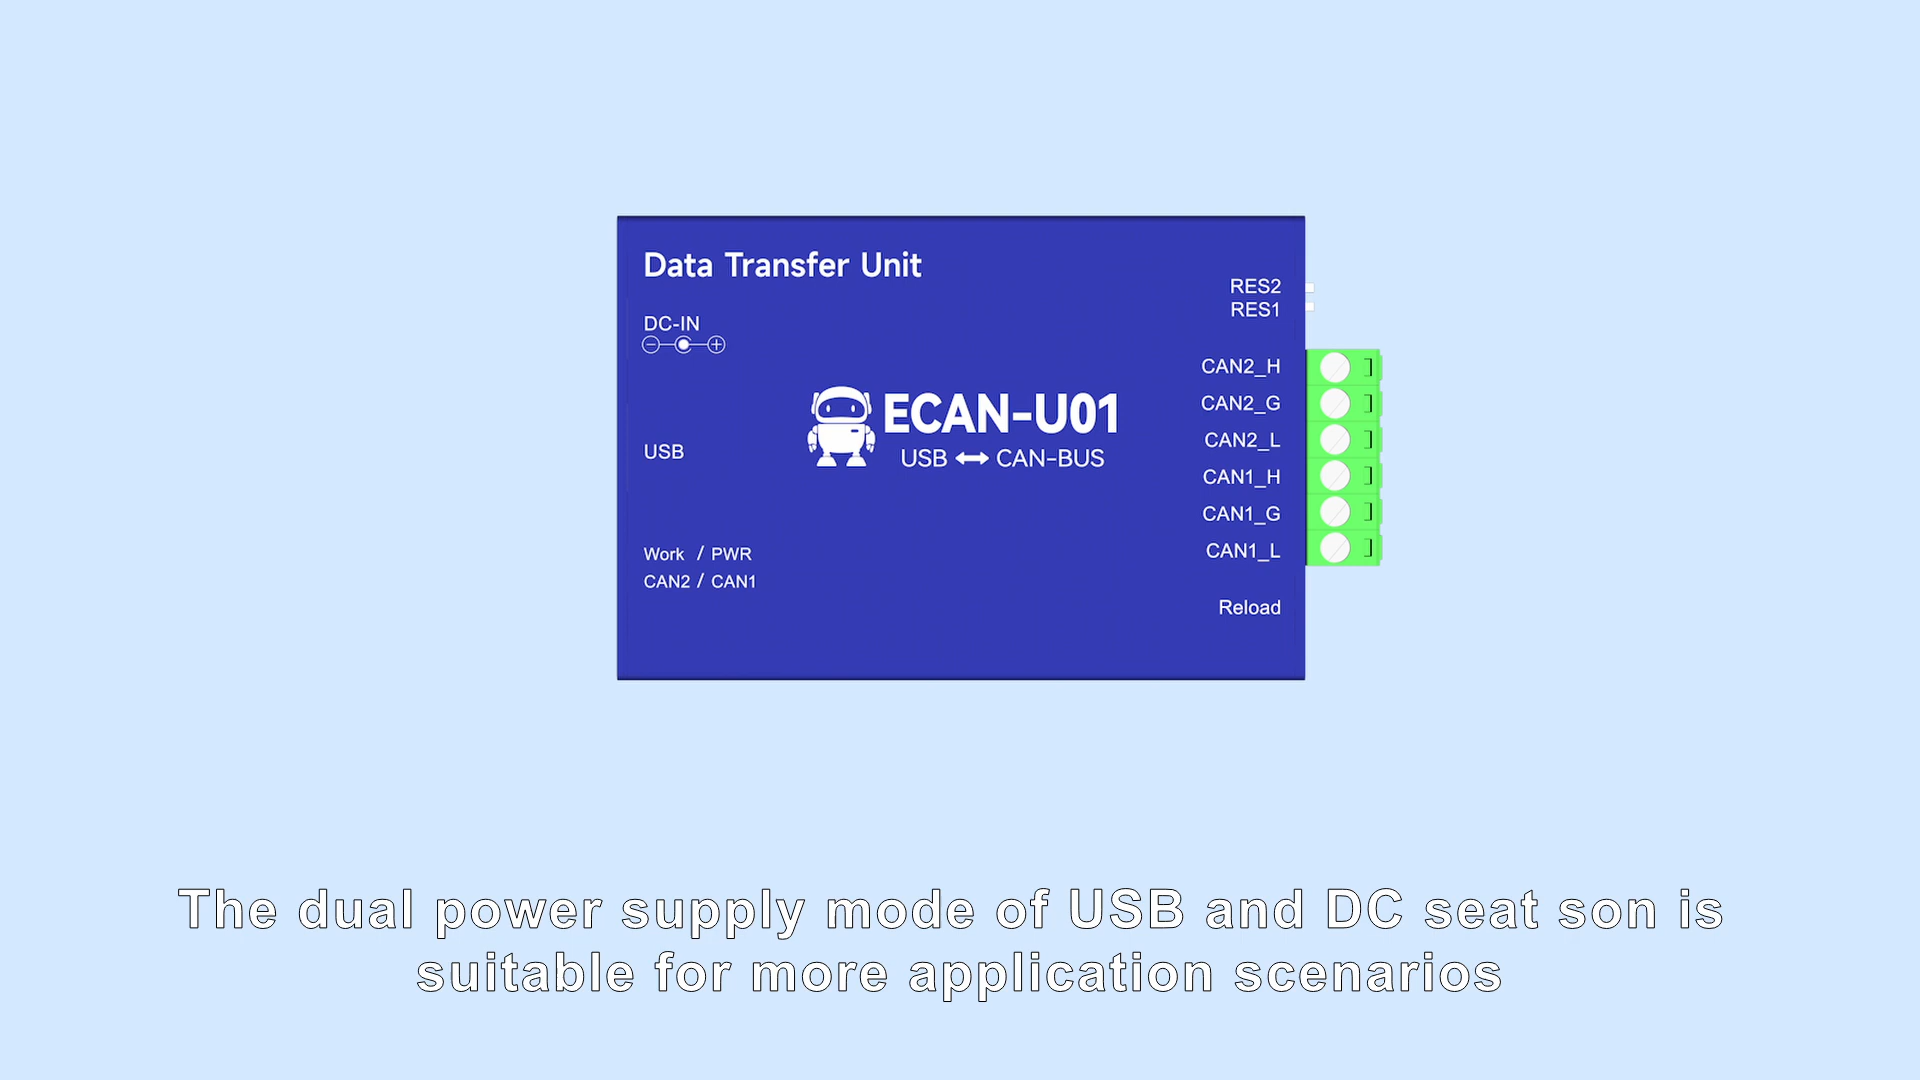 Data Transfer Unit
DC-IN
USB
Work / PWR
CAN2 / CAN1
ECAN-U01
USB ↔ CAN-BUS
RES2
RES1
CAN2_H
CAN2_G
CAN2_L
CAN1_H
CAN1_G
CAN1_L
Reload
The dual power supply mode of USB and DC seat son is
suitable for more application scenarios